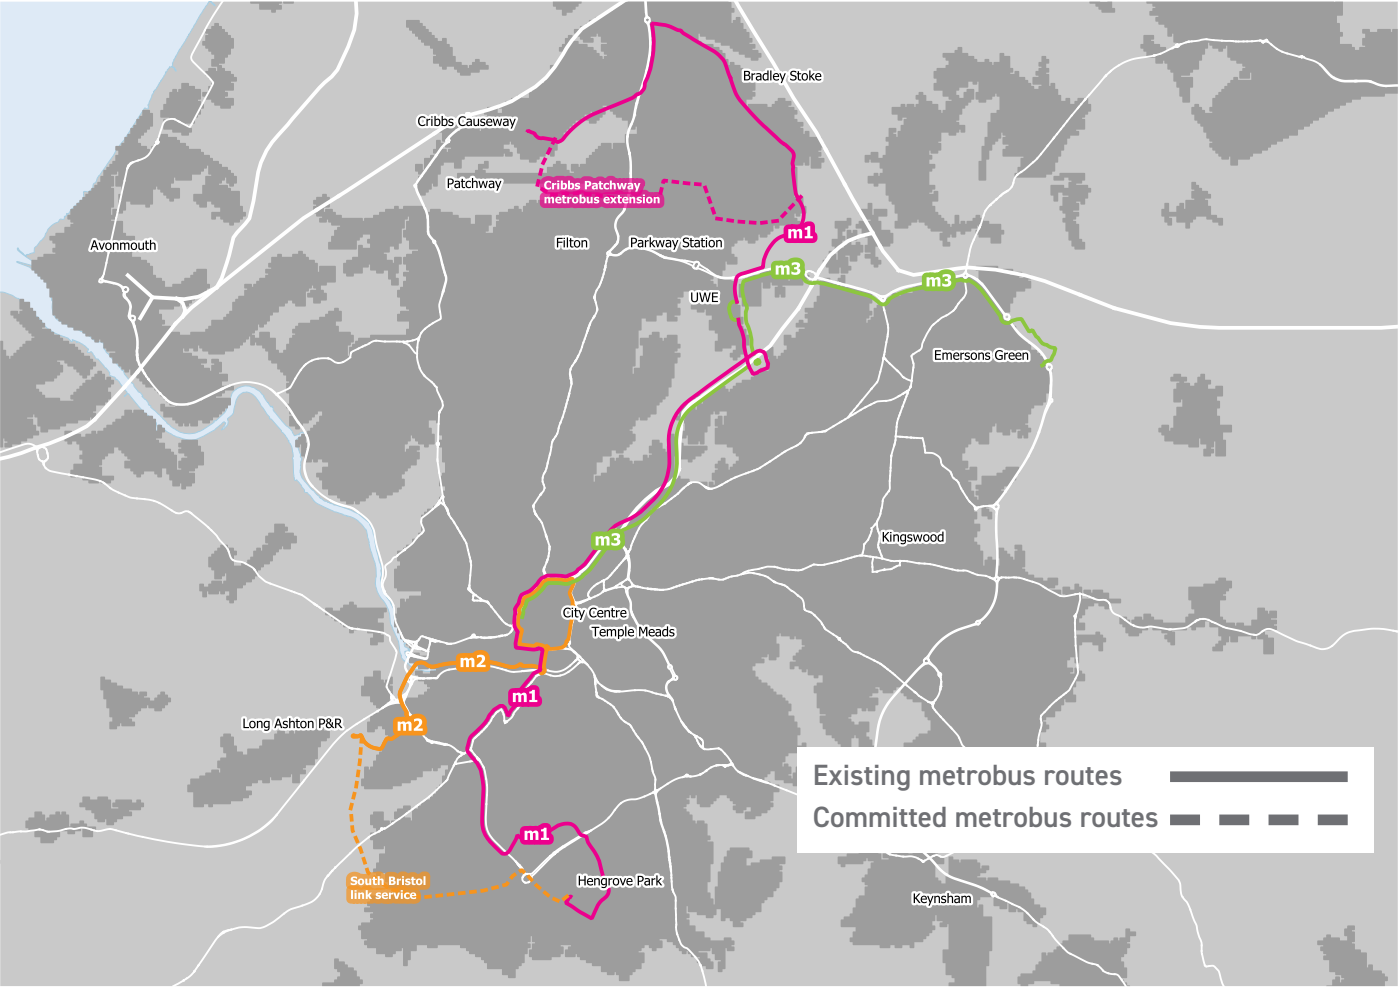 Bradley Stoke
Cribbs Causeway
Patchway
Cribbs Patchway
metrobus extension
m1
Avonmouth
Filton
Parkway Station
m3
m3
UWE
Emersons Green
m3
Kingswood
City Centre
Temple Meads
m2
m1
Long Ashton P&R
m2
Existing metrobus routes
Committed metrobus routes
m1
South Bristol
link service
Hengrove Park
Keynsham